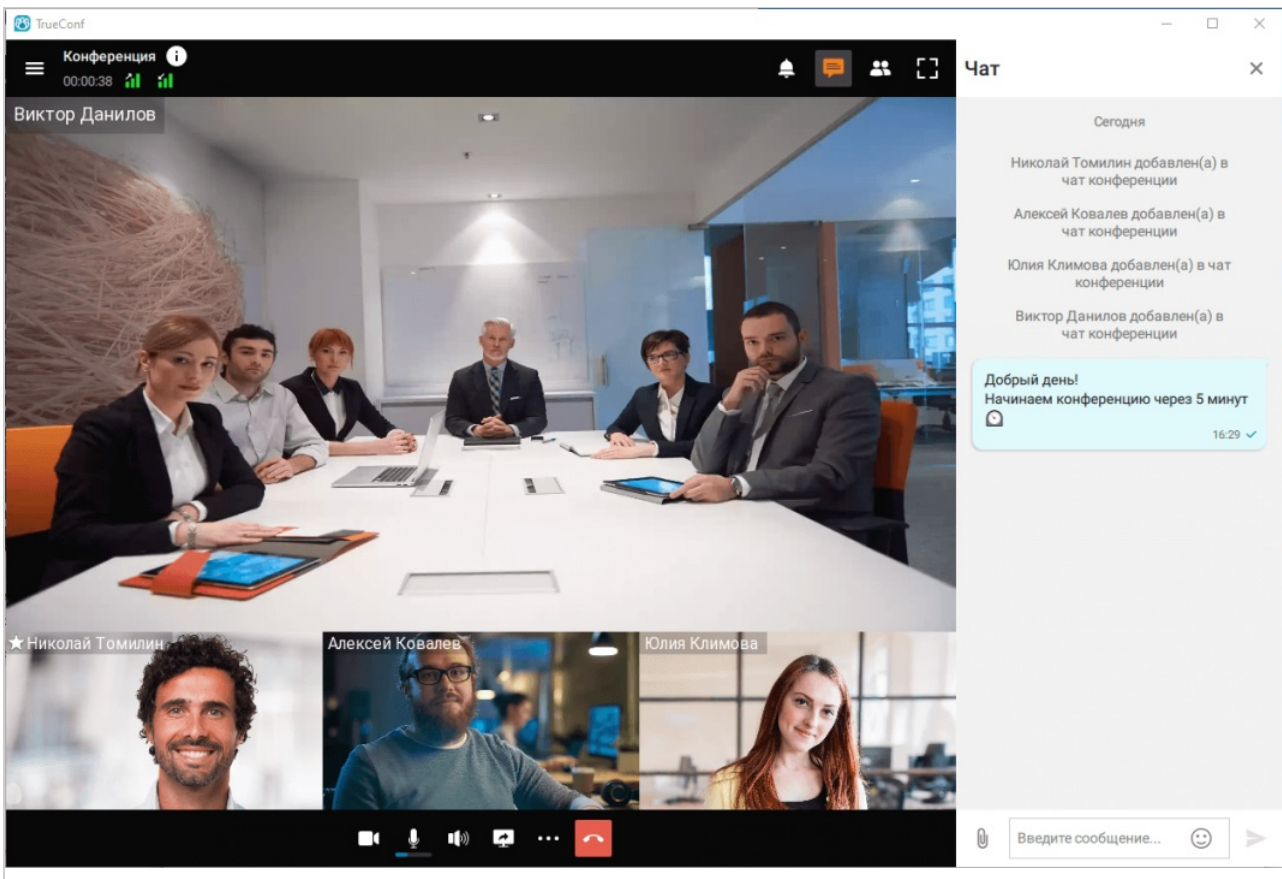 TrueConf
Конференция
00:00:38
Виктор Данилов
Николай Томилин
Алексей Ковалев
Юлия Климова
Чат
Сегодня
Николай Томилин добавлен(а) в
чат конференции
Алексей Ковалев добавлен(а) в
чат конференции
Юлия Климова добавлен(а) в чат
конференции
Виктор Данилов добавлен(а) в
чат конференции
Добрый день!
Начинаем конференцию через 5 минут
16:29
Введите сообщение...